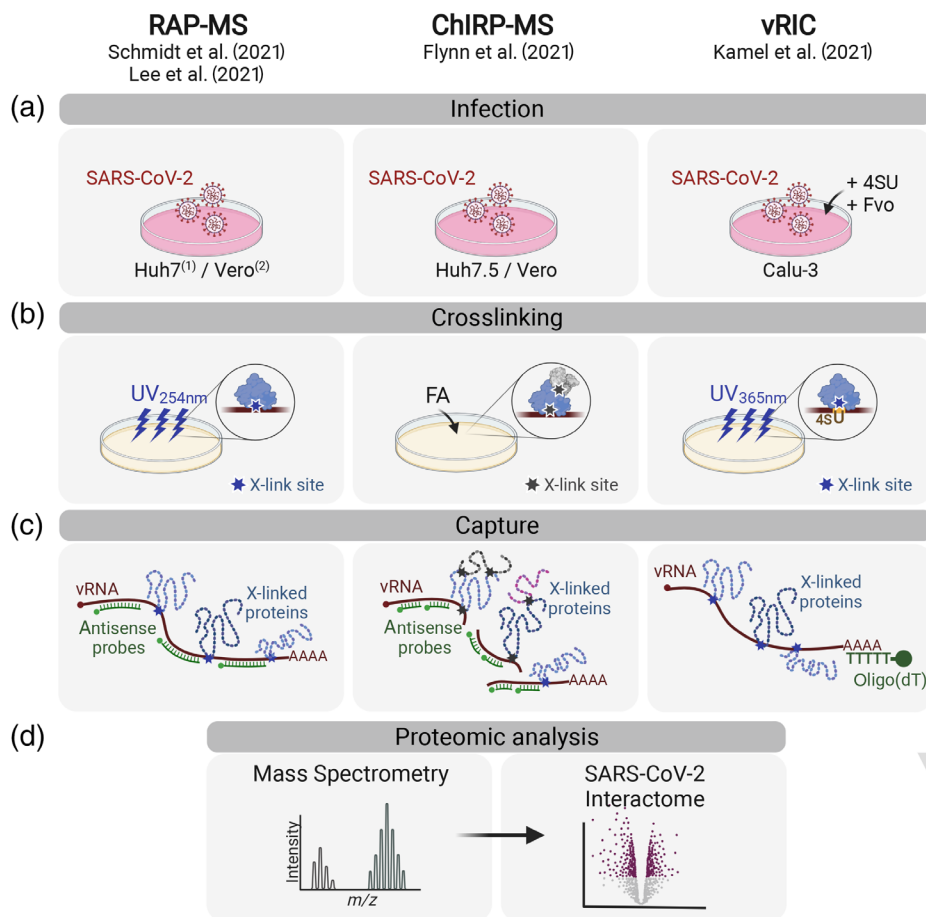 RAP-MS
Schmidt et al. (2021)
Lee et al. (2021)
ChIRP-MS
Flynn et al. (2021)
vRIC
Kamel et al. (2021)
(a)
Infection
SARS-CoV-2
Huh7(1) / Vero(2)
SARS-CoV-2
Huh7.5 / Vero
SARS-CoV-2
+ 4SU
+ Fvo
Calu-3
(b)
Crosslinking
UV254nm
X-link site
FA
X-link site
UV365nm
4SU
X-link site
(c)
Capture
vRNA
X-linked
proteins
Antisense
probes
AAAA
vRNA
X-linked
proteins
Antisense
probes
AAAA
vRNA
X-linked
proteins
AAAA
Oligo(dT)
(d)
Proteomic analysis
Mass Spectrometry
Intensity
m/z
SARS-CoV-2
Interactome